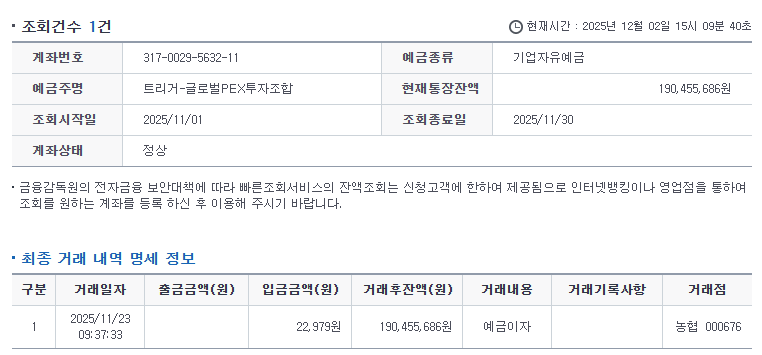 조회건수 1건
현재시간 : 2025년 12월 02일 15시 09분 40초
계좌번호 317-0029-5632-11 예금종류 기업자유예금
예금주명 트리거-글로벌PEX투자조합 현재통장잔액 190,455,686원
조회시작일 2025/11/01 조회종료일 2025/11/30
계좌상태 정상
금융감독원의 전자금융 보안대책에 따라 빠른조회서비스의 잔액조회는 신청고객에 한하여 제공됨으로 인터넷뱅킹이나 영업점을 통하여
조회를 원하는 계좌를 등록 하신 후 이용해 주시기 바랍니다.
최종 거래 내역 명세 정보
구분 거래일자 출금금액(원) 입금금액(원) 거래후잔액(원) 거래내용 거래기록사항 거래점
1 2025/11/23 09:37:33 22,979원 190,455,686원 예금이자 농협 000676